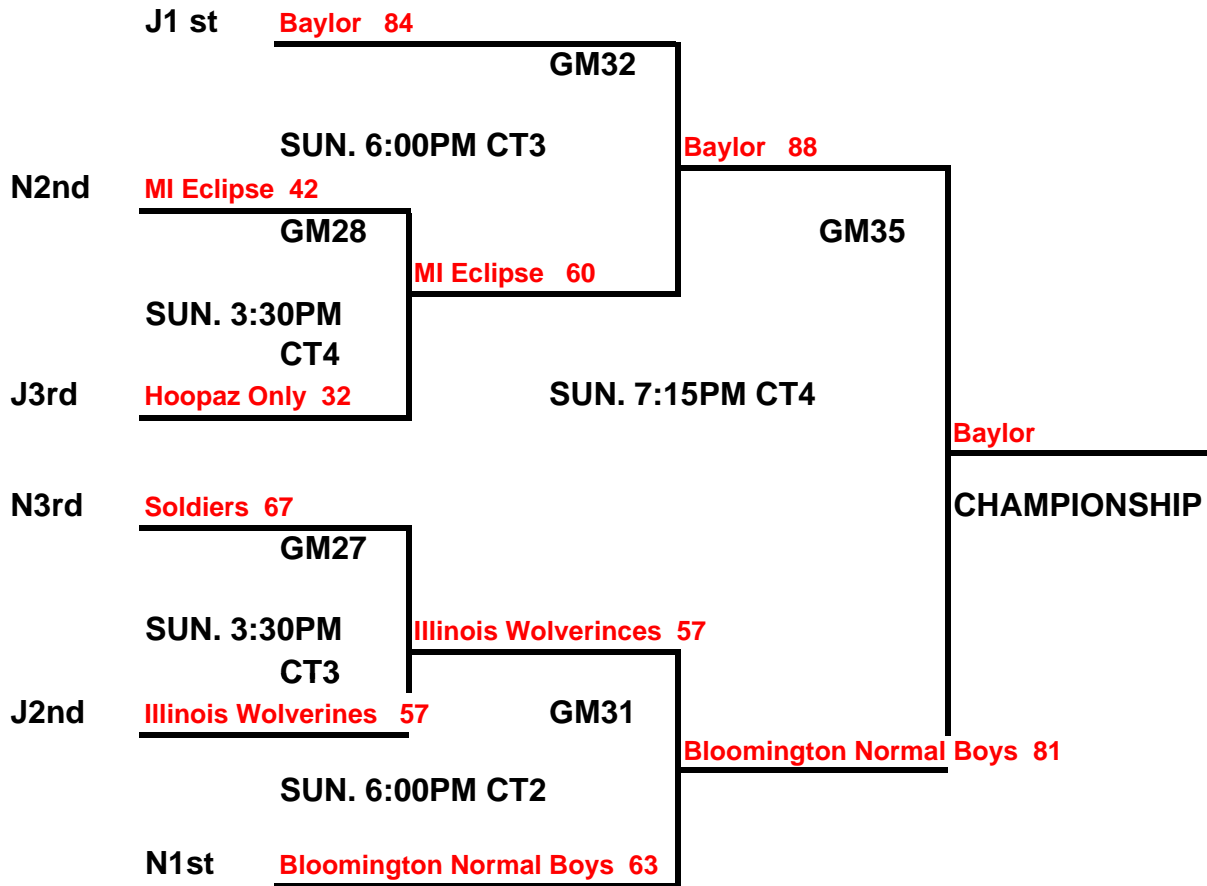 J1 st Baylor 84
GM32
SUN. 6:00PM CT3
Baylor 88
N2nd MI Eclipse 42
GM28
GM35
MI Eclipse 60
SUN. 3:30PM
CT4
J3rd Hoopaz Only 32
SUN. 7:15PM CT4
Baylor
N3rd Soldiers 67
CHAMPIONSHIP
GM27
SUN. 3:30PM
Illinois Wolverinces 57
CT3
J2nd Illinois Wolverines 57
GM31
Bloomington Normal Boys 81
SUN. 6:00PM CT2
N1st Bloomington Normal Boys 63